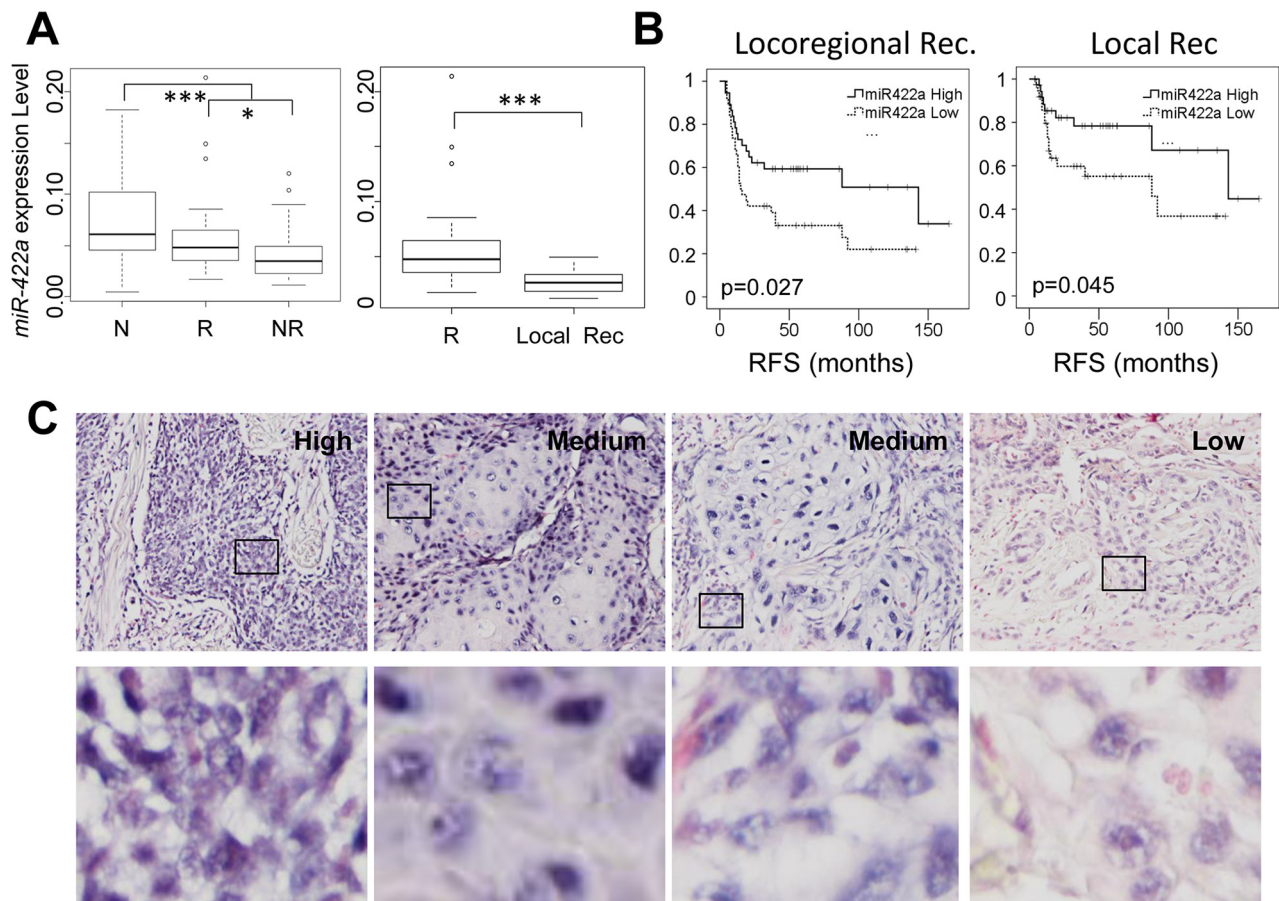 A
miR-422a expression Level
0.20
0.10
0.00
***
*
N
R
NR
0.20
0.10
0
***
R
Local Rec
B
Locoregional Rec.
1
0.8
0.6
0.4
0.2
0
miR422a High
miR422a Low
...
p=0.027
0
50
100
150
RFS (months)
Local Rec
1
0.8
0.6
0.4
0.2
0
miR422a High
miR422a Low
...
p=0.045
0
50
100
150
RFS (months)
C
High
Medium
Medium
Low